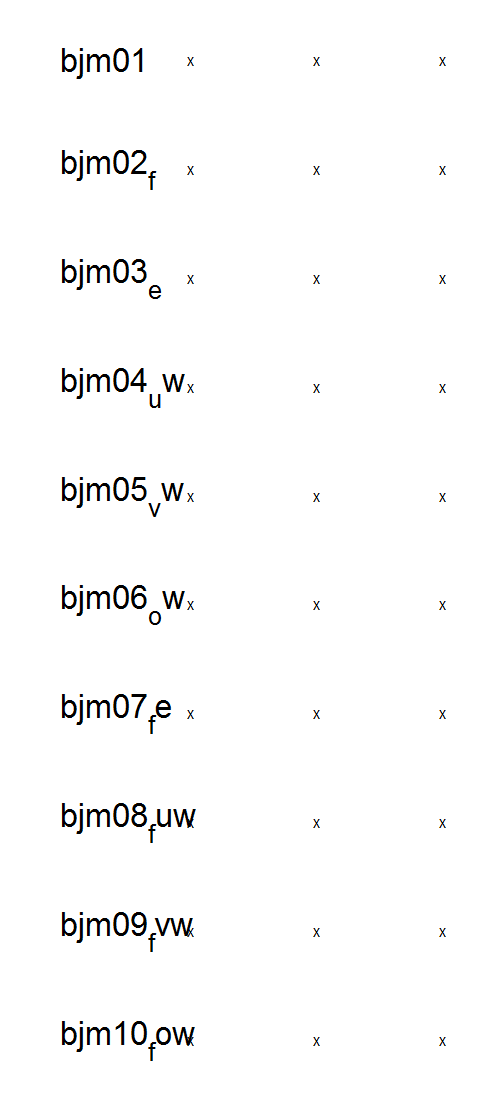 bjm01 x x x
bjm02f x x x
bjm03e x x x
bjm04uw x x x
bjm05vw x x x
bjm06ow x x x
bjm07fe x x x
bjm08fuw x x x
bjm09fvw x x x
bjm10fow x x x